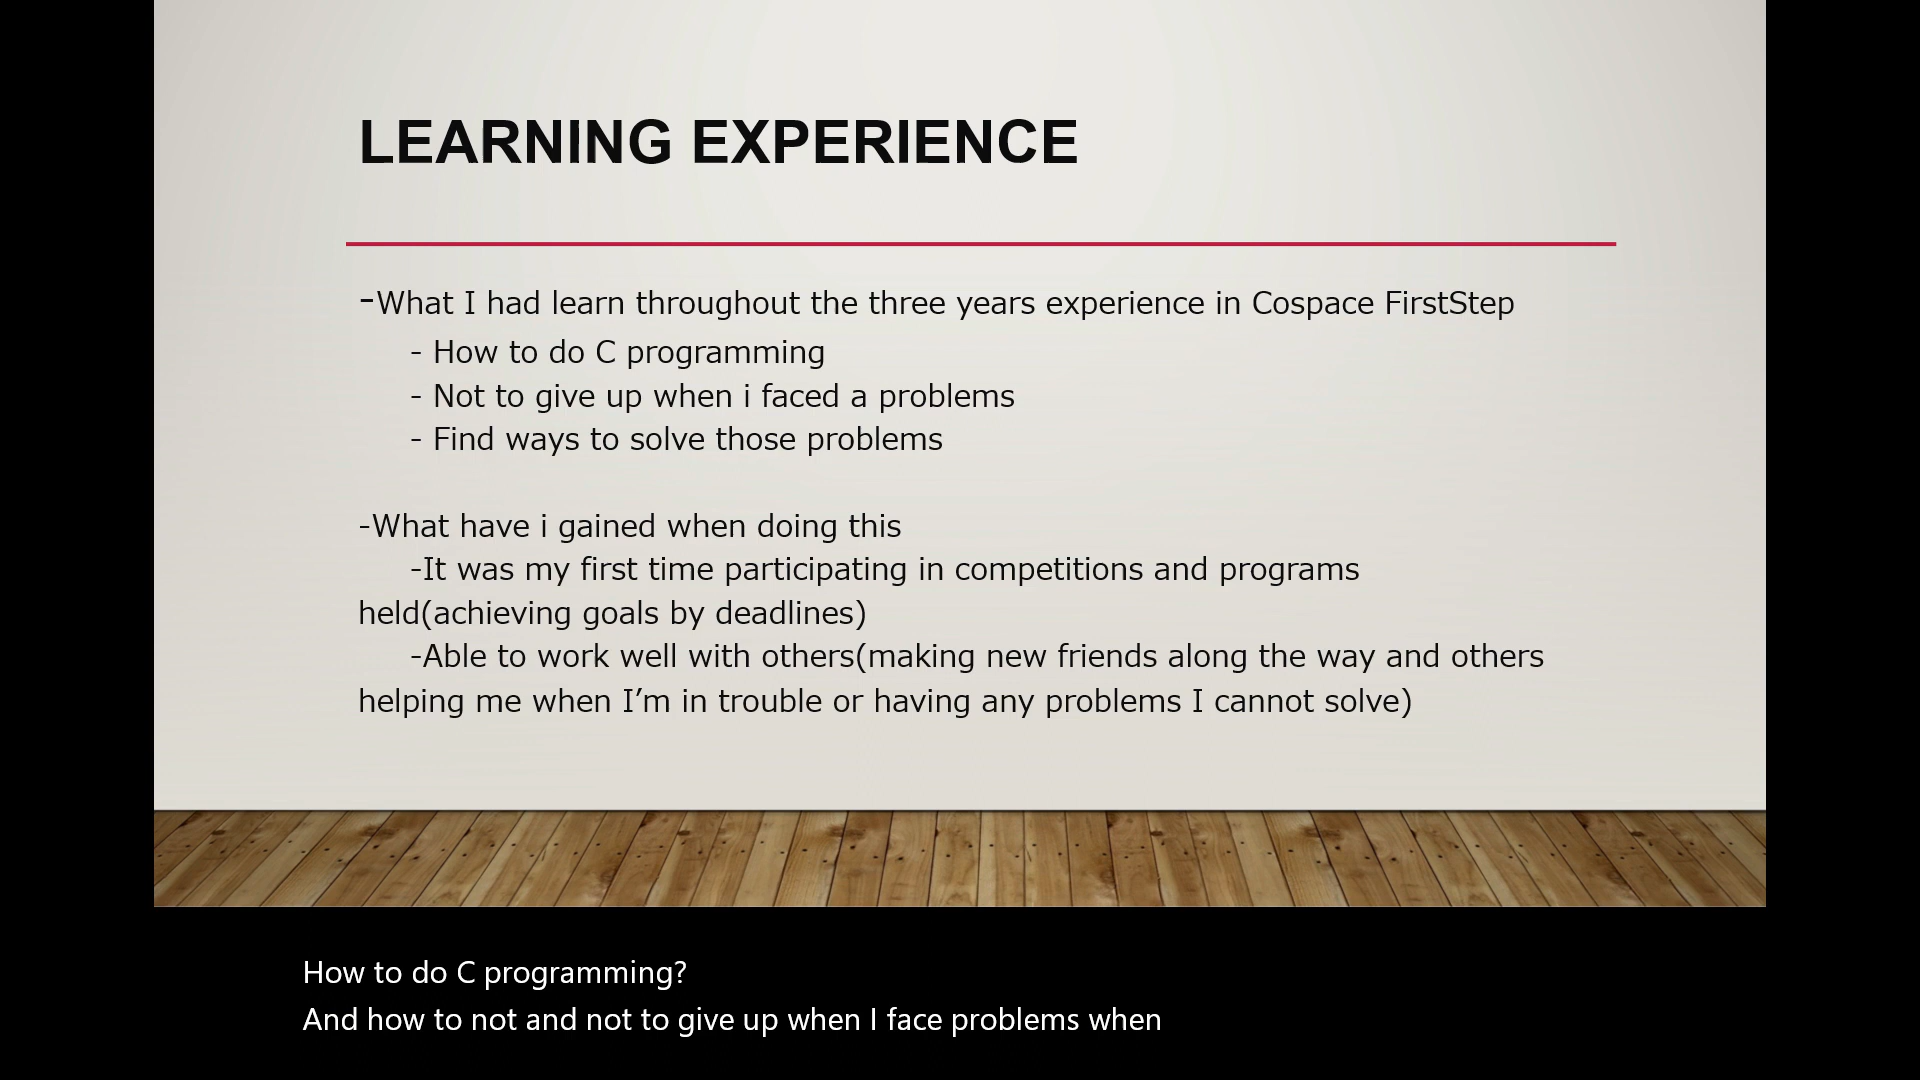 LEARNING EXPERIENCE
-What I had learn throughout the three years experience in Cospace FirstStep
- How to do C programming
- Not to give up when i faced a problems
- Find ways to solve those problems
-What have i gained when doing this
-It was my first time participating in competitions and programs
held(achieving goals by deadlines)
-Able to work well with others(making new friends along the way and others
helping me when I’m in trouble or having any problems I cannot solve)
How to do C programming?
And how to not and not to give up when I face problems when